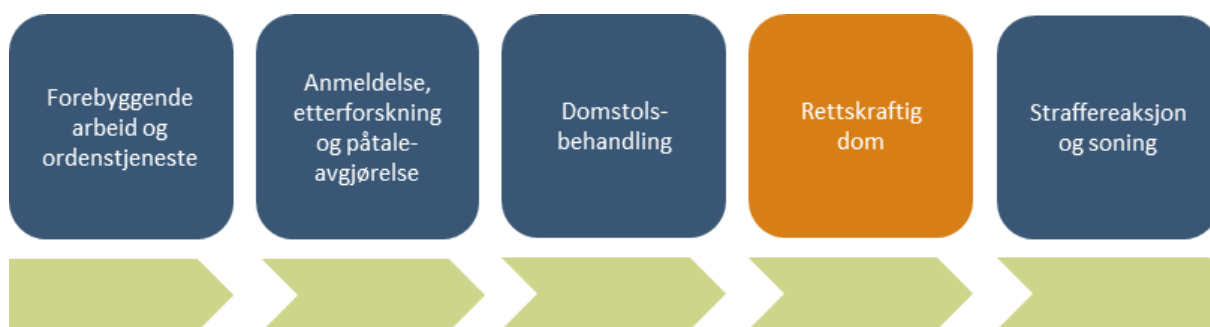 Forebyggende
arbeid og
ordenstjeneste
Anmeldelse,
etterforskning
og påtale-
avgjørelse
Domstols-
behandling
Rettskraftig
dom
Straffereaksjon
og soning